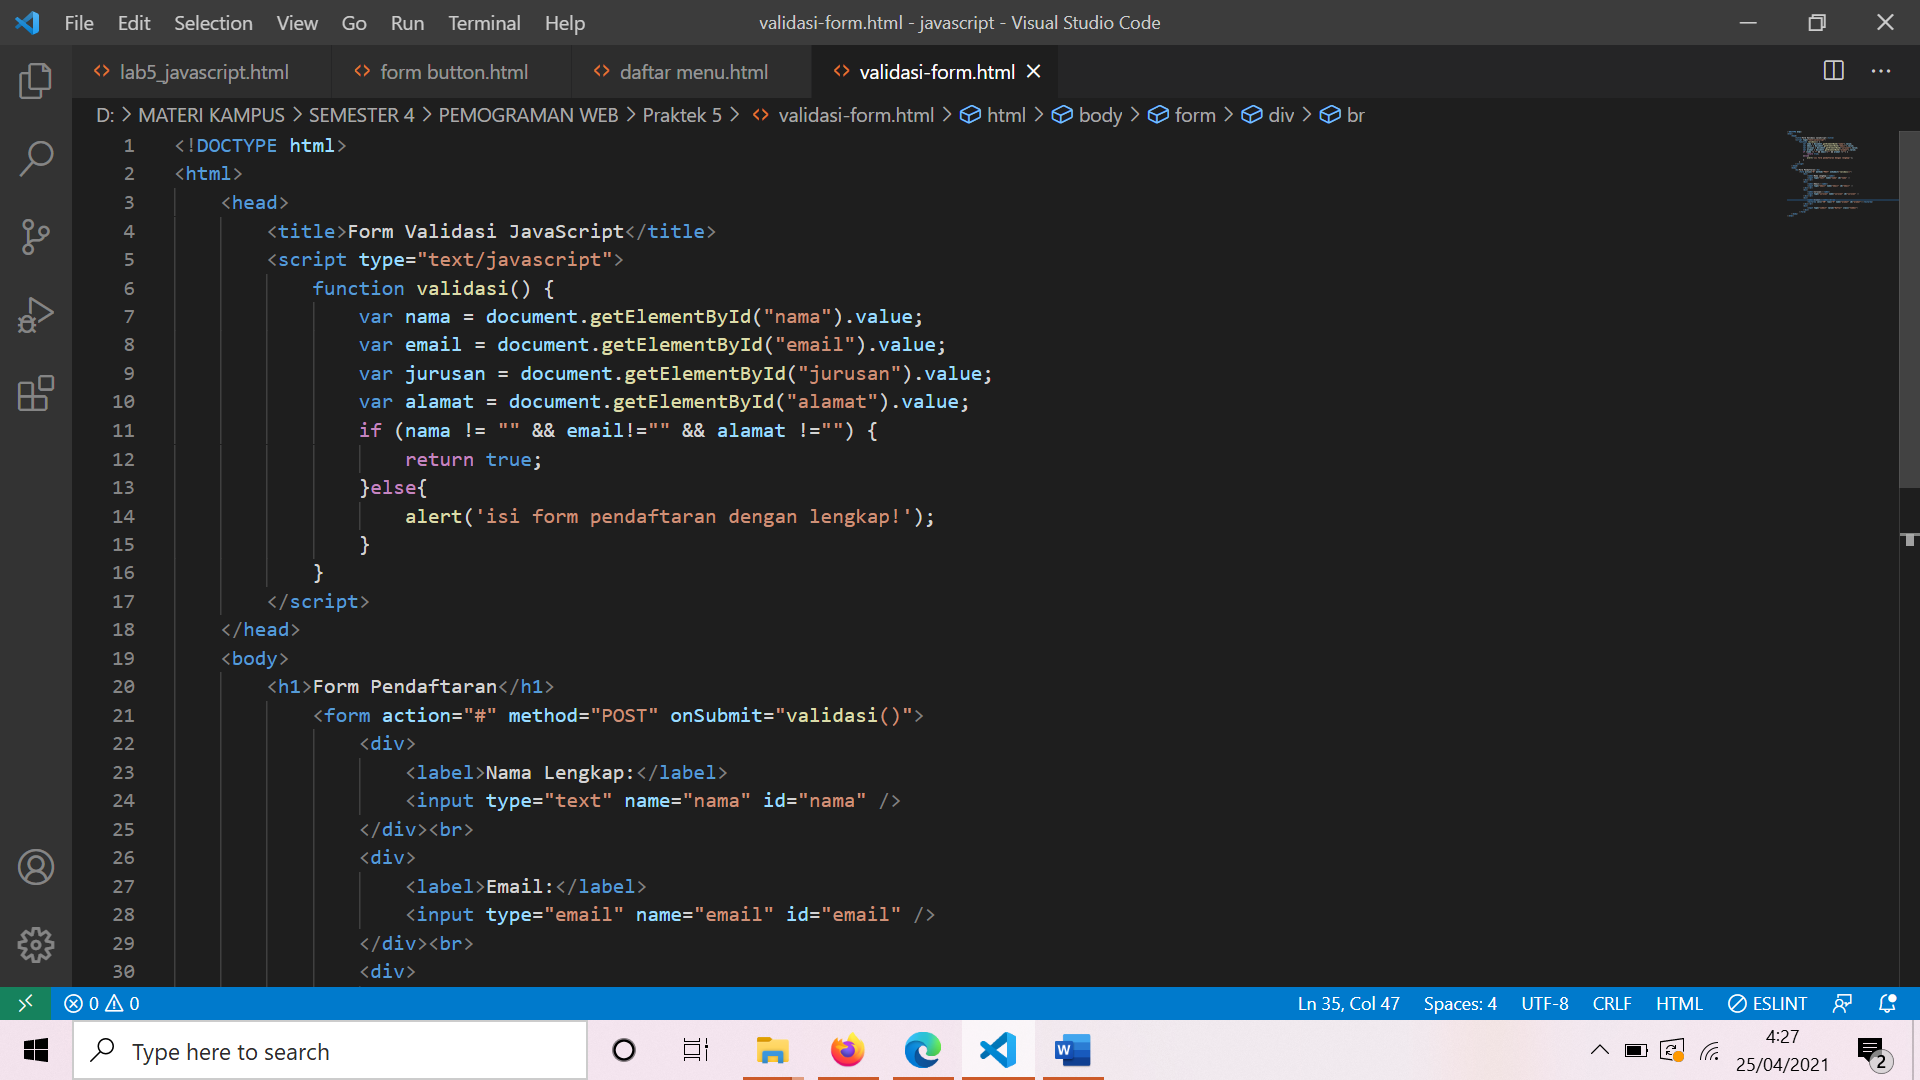 File Edit Selection View Go Run Terminal Help validasi-form.html - javascript - Visual Studio Code
lab5_javascript.html form button.html daftar menu.html validasi-form.html
D: > MATERI KAMPUS > SEMESTER 4 > PEMOGRAMAN WEB > Praktek 5 > validasi-form.html > html > body > form > div > br
1 <!DOCTYPE html>
2 <html>
3 <head>
4 <title>Form Validasi JavaScript</title>
5 <script type="text/javascript">
6 function validasi() {
7 var nama = document.getElementById("nama").value;
8 var email = document.getElementById("email").value;
9 var jurusan = document.getElementById("jurusan").value;
10 var alamat = document.getElementById("alamat").value;
11 if (nama != "" && email!="" && alamat !="") {
12 return true;
13 }else{
14 alert('isi form pendaftaran dengan lengkap!');
15 }
16 }
17 </script>
18 </head>
19 <body>
20 <h1>Form Pendaftaran</h1>
21 <form action="#" method="POST" onSubmit="validasi()">
22 <div>
23 <label>Nama Lengkap:</label>
24 <input type="text" name="nama" id="nama" />
25 </div><br>
26 <div>
27 <label>Email:</label>
28 <input type="email" name="email" id="email" />
29 </div><br>
30 <div>
0 0 Ln 35, Col 47 Spaces: 4 UTF-8 CRLF HTML ESLINT
Type here to search
4:27
25/04/2021
2